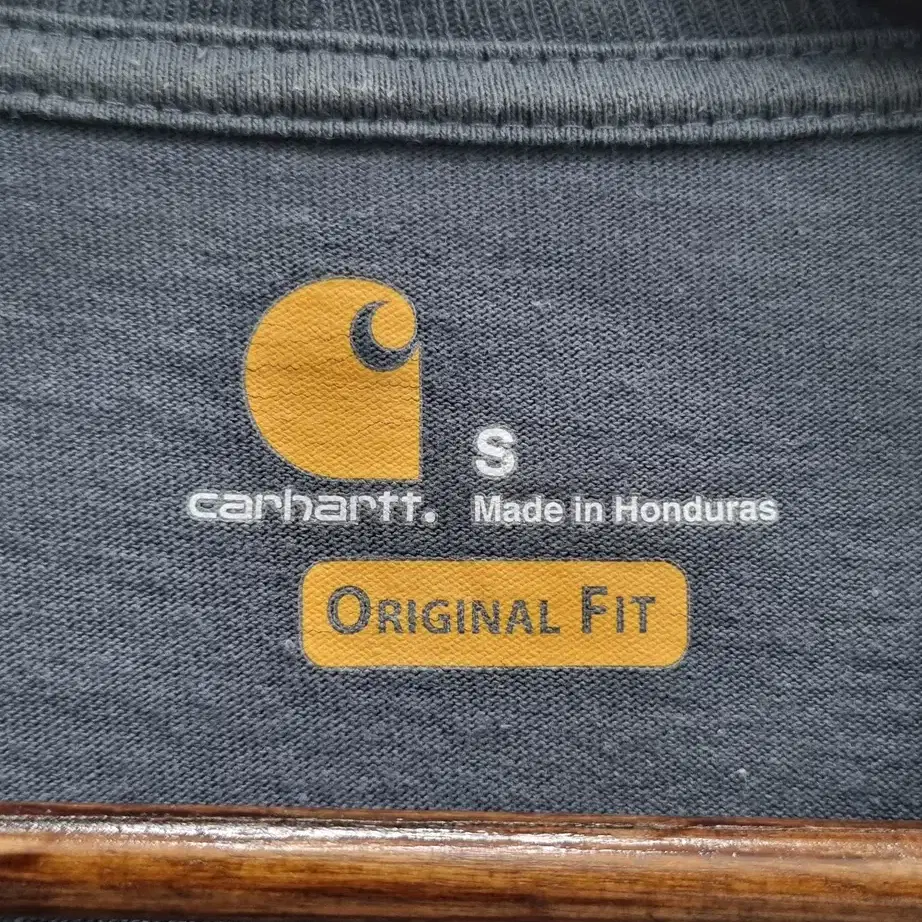 S
carhartt. Made in Honduras
ORIGINAL FIT